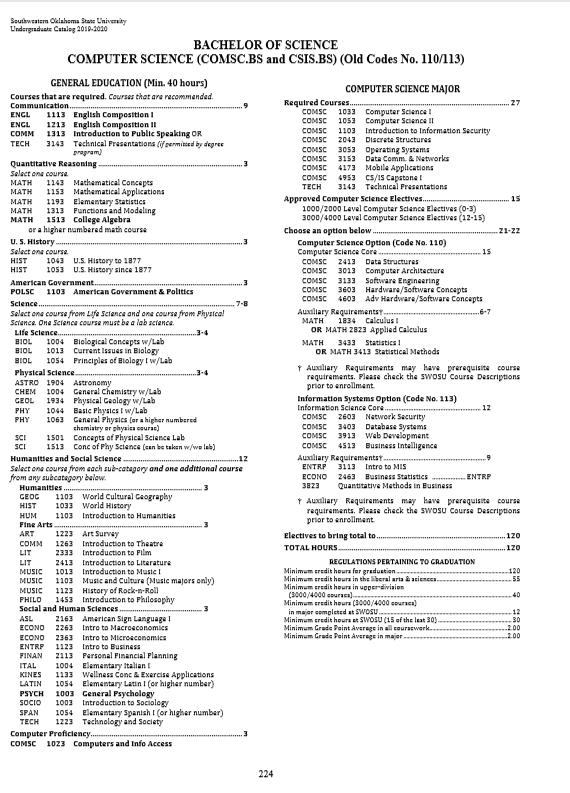 Southwestern Oklahoma State University
Undergraduate Catalog 2019-2020
BACHELOR OF SCIENCE
COMPUTER SCIENCE (COMSC.BS and CSIS.BS) (Old Codes No. 110/113)
GENERAL EDUCATION (Min. 40 hours)
Courses that are required. Courses that are recommended.
Communication 9
ENGL 1113 English Composition I
ENGL 1213 English Composition II
COMM 1313 Introduction to Public Speaking OR
TECH 3143 Technical Presentations (if permitted by degree
program)
Quantitative Reasoning 3
Select one course.
MATH 1143 Mathematical Concepts
MATH 1153 Mathematical Applications
MATH 1193 Elementary Statistics
MATH 1313 Functions and Modeling
MATH 1513 College Algebra
or a higher numbered math course
U. S. History 3
Select one course.
HIST 1043 U.S. History to 1877
HIST 1053 U.S. History since 1877
American Government 3
POLSC 1103 American Government & Politics
Science 7-8
Select one course from Life Science and one course from Physical
Science. One Science course must be a lab science.
Life Science 3-4
BIOL 1004 Biological Concepts w/Lab
BIOL 1013 Current Issues in Biology
BIOL 1054 Principles of Biology I w/Lab
Physical Science 3-4
ASTRO 1904 Astronomy
CHEM 1004 General Chemistry w/Lab
GEOL 1934 Physical Geology w/Lab
PHY 1044 Basic Physics I w/Lab
PHY 1063 General Physics (or a higher numbered
chemistry or physics course)
SCI 1501 Concepts of Physical Science Lab
SCI 1513 Conc of Phy Science (can be taken w/wo lab)
Humanities and Social Science 12
Select one course from each sub-category and one additional course
from any subcategory below.
Humanities 3
GEOG 1103 World Cultural Geography
HIST 1033 World History
HUM 1103 Introduction to Humanities
Fine Arts 3
ART 1223 Art Survey
COMM 1263 Introduction to Theatre
LIT 2333 Introduction to Film
LIT 2413 Introduction to Literature
MUSIC 1013 Introduction to Music I
MUSIC 1103 Music and Culture (Music majors only)
MUSIC 1123 History of Rock-n-Roll
PHILO 1453 Introduction to Philosophy
Social and Human Sciences 3
ASL 2163 American Sign Language I
ECONO 2263 Intro to Macroeconomics
ECONO 2363 Intro to Microeconomics
ENTRP 1123 Intro to Business
FINAN 2113 Personal Financial Planning
ITAL 1004 Elementary Italian I
KINES 1133 Wellness Conc & Exercise Applications
LATIN 1054 Elementary Latin I (or higher number)
PSYCH 1003 General Psychology
SOCIO 1003 Introduction to Sociology
SPAN 1054 Elementary Spanish I (or higher number)
TECH 1223 Technology and Society
Computer Proficiency 3
COMSC 1023 Computers and Info Access
COMPUTER SCIENCE MAJOR
Required Courses 27
COMSC 1033 Computer Science I
COMSC 1053 Computer Science II
COMSC 1103 Introduction to Information Security
COMSC 2043 Discrete Structures
COMSC 3053 Operating Systems
COMSC 3153 Data Comm. & Networks
COMSC 4173 Mobile Applications
COMSC 4953 CS/IS Capstone I
TECH 3143 Technical Presentations
Approved Computer Science Electives 15
1000/2000 Level Computer Science Electives (0-3)
3000/4000 Level Computer Science Electives (12-15)
Choose an option below 21-22
Computer Science Option (Code No. 110)
Computer Science Core 15
COMSC 2413 Data Structures
COMSC 3013 Computer Architecture
COMSC 3133 Software Engineering
COMSC 3603 Hardware/Software Concepts
COMSC 4603 Adv Hardware/Software Concepts
Auxiliary Requirements† 6-7
MATH 1834 Calculus I
OR MATH 2823 Applied Calculus
MATH 3433 Statistics I
OR MATH 3413 Statistical Methods
† Auxiliary Requirements may have prerequisite course
requirements. Please check the SWOSU Course Descriptions
prior to enrollment.
Information Systems Option (Code No. 113)
Information Science Core 12
COMSC 2603 Network Security
COMSC 3403 Database Systems
COMSC 3913 Web Development
COMSC 4513 Business Intelligence
Auxiliary Requirements† 9
ENTRP 3113 Intro to MIS
ECONO 2463 Business Statistics ENTRP
3823 Quantitative Methods in Business
† Auxiliary Requirements may have prerequisite course
requirements. Please check the SWOSU Course Descriptions
prior to enrollment.
Electives to bring total to 120
TOTAL HOURS 120
REGULATIONS PERTAINING TO GRADUATION
Minimum credit hours for graduation 120
Minimum credit hours in the liberal arts & sciences 55
Minimum credit hours in upper-division
(3000/4000 courses) 40
Minimum credit hours (3000/4000 courses)
in major completed at SWOSU 12
Minimum credit hours at SWOSU (15 of the last 30) 30
Minimum Grade Point Average in all coursework 2.00
Minimum Grade Point Average in major 2.00
224